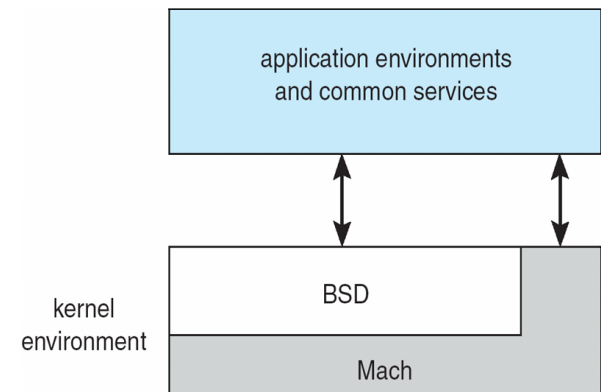 application environments
and common services
BSD
kernel
environment
Mach